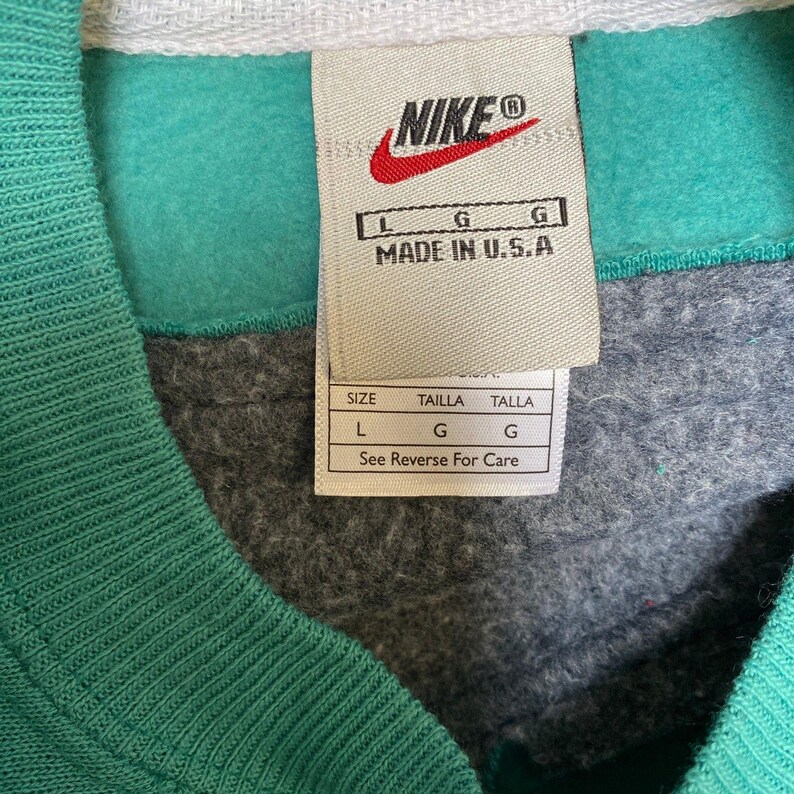 NIKE®
L G G
MADE IN U.S.A
SIZE TAILLA TALLA
L G G
See Reverse For Care